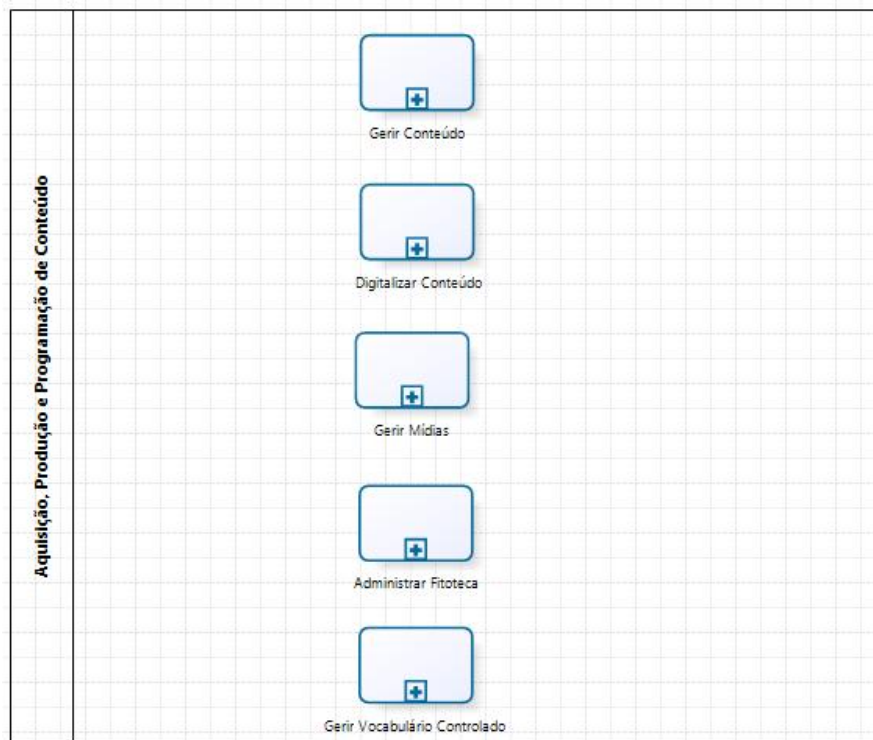 Aquisição, Produção e Programação de Conteúdo
Gerir Conteúdo
Digitalizar Conteúdo
Gerir Mídias
Administrar Fitoteca
Gerir Vocabulário Controlado